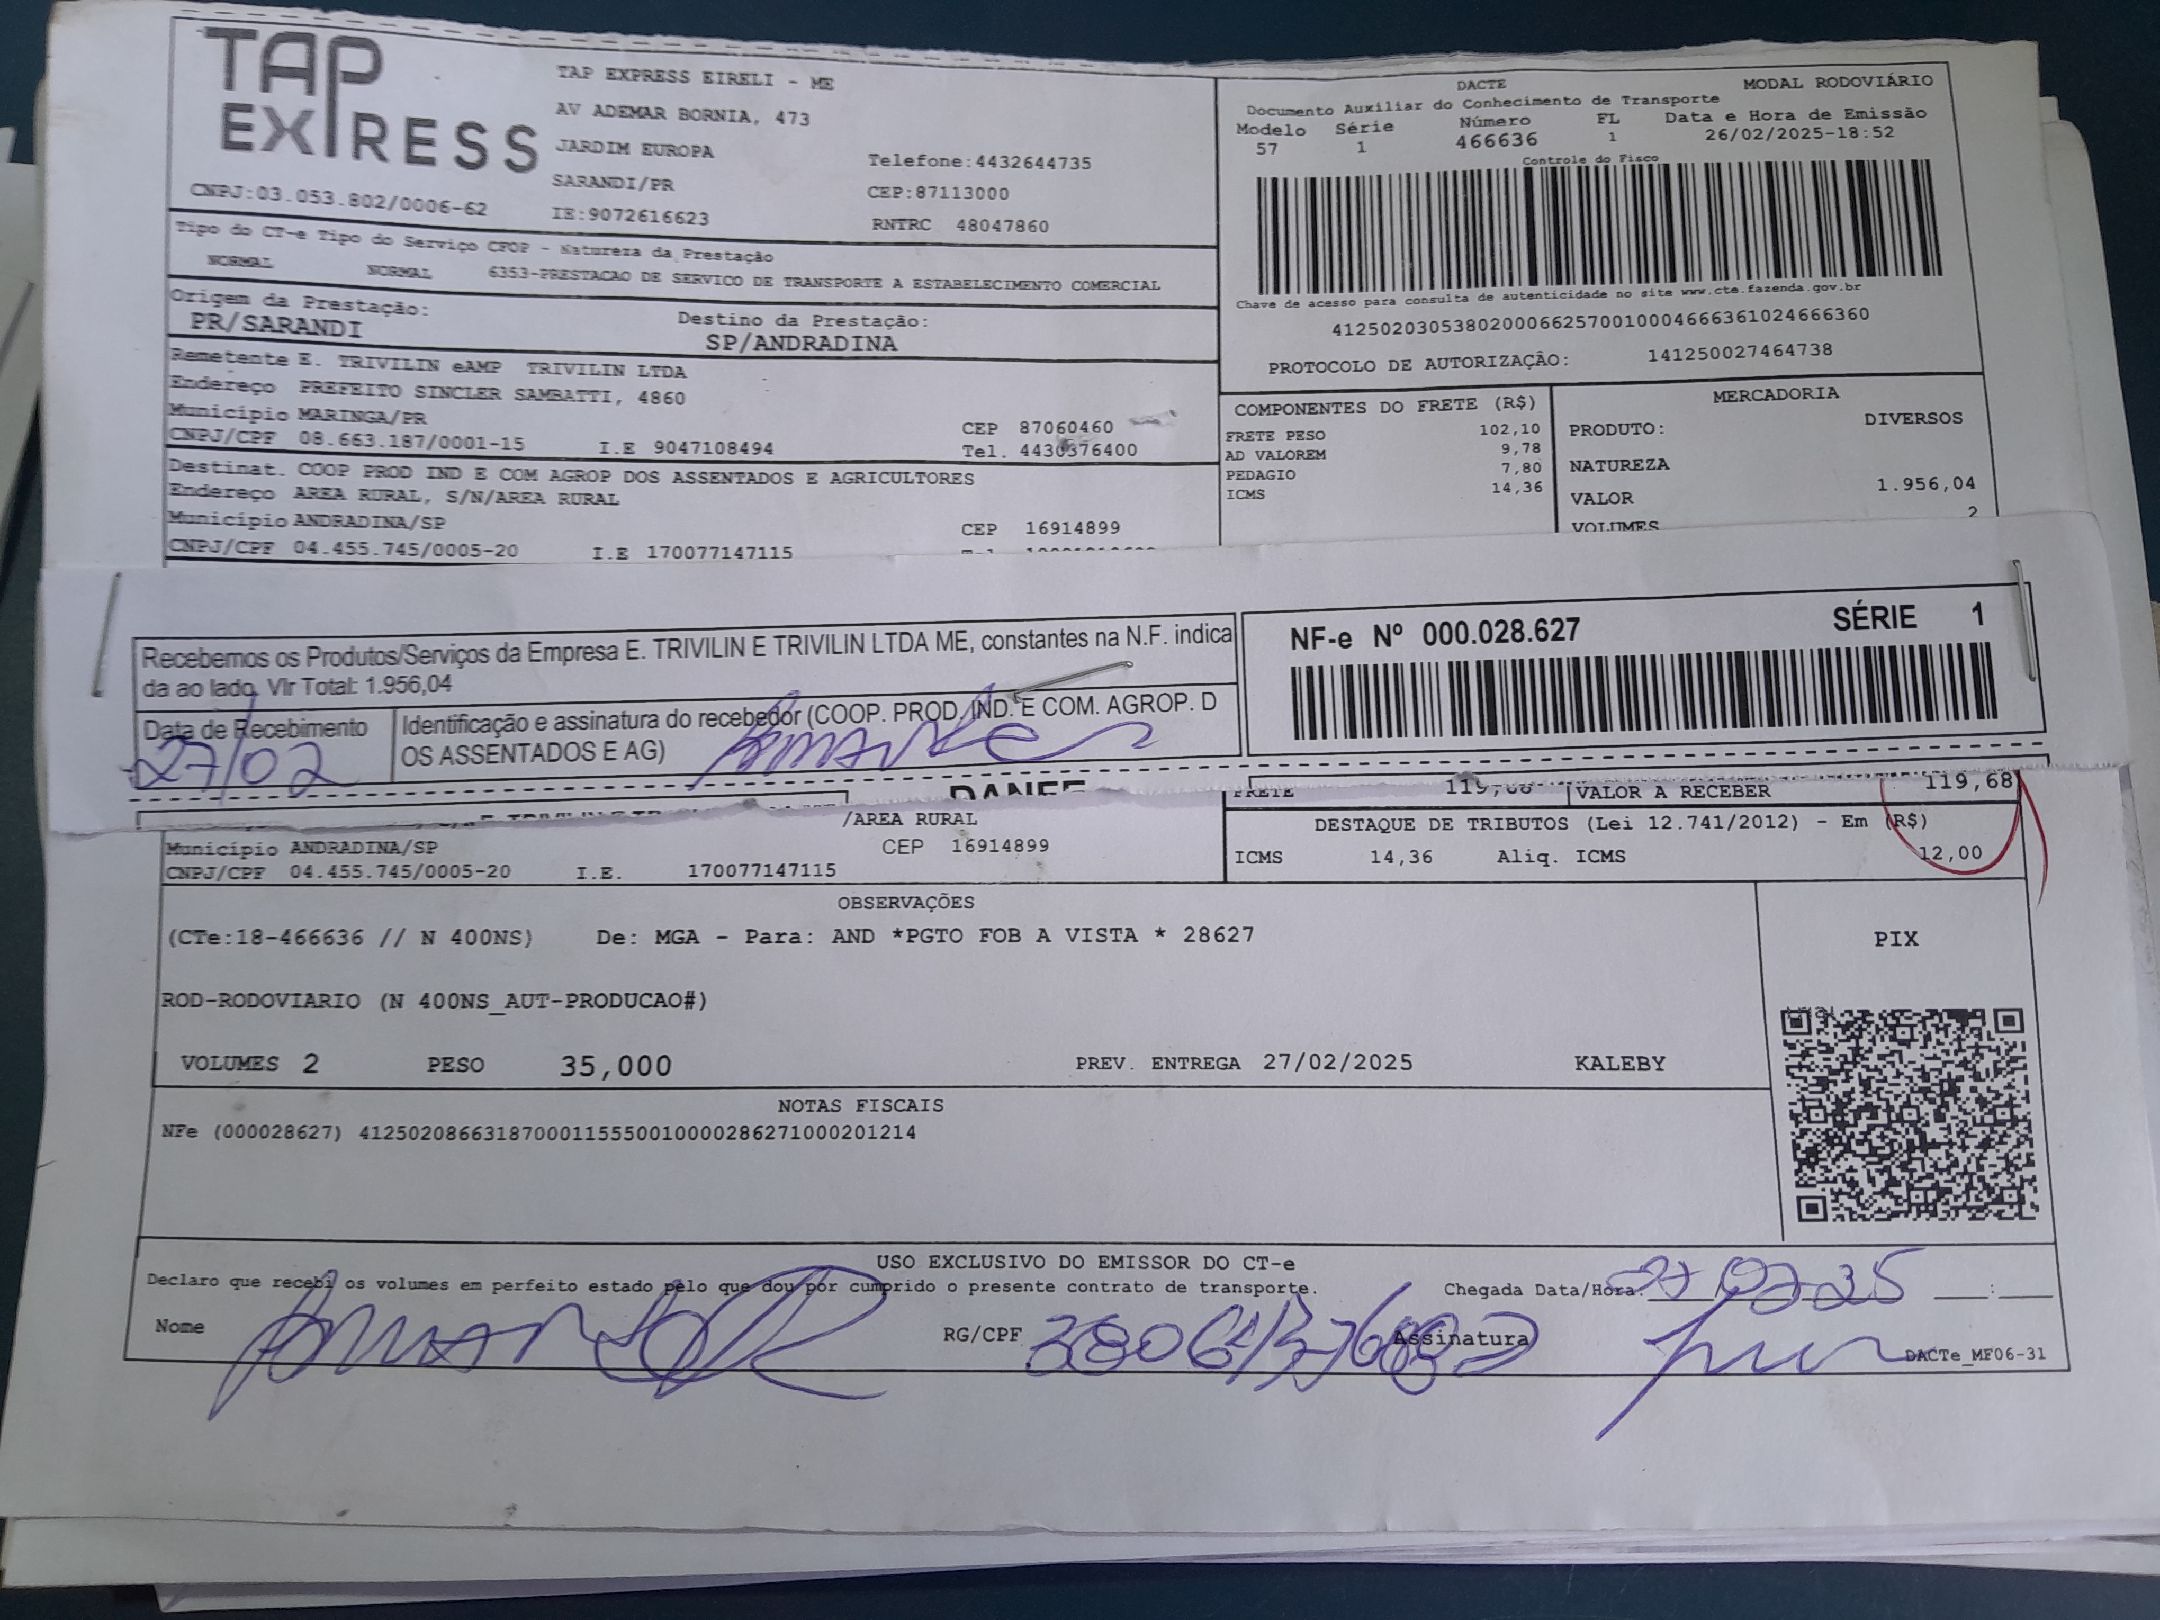 TAP
EXPRESS
TAP EXPRESS EIRELI - ME
AV ADEMAR BORNIA, 473
JARDIM EUROPA
SARANDI/PR
Telefone:4432644735
CEP:87113000
CNPJ:03.053.802/0006-62
IE:9072616623
RNTRC 48047860
DACTE
MODAL RODOVIÁRIO
Documento Auxiliar do Conhecimento de Transporte
Modelo Série Número FL Data e Hora de Emissão
57 1 466636 1 26/02/2025-18:52
Controle do Fisco
Chave de acesso para consulta de autenticidade no site www.cte.fazenda.gov.br
41250203053802000662570010004666361024666360
PROTOCOLO DE AUTORIZAÇÃO: 141250027464738
Tipo do CT-e Tipo do Serviço CFOP - Natureza da Prestação
NORMAL NORMAL 6353-PRESTACAO DE SERVICO DE TRANSPORTE A ESTABELECIMENTO COMERCIAL
Origem da Prestação: Destino da Prestação:
PR/SARANDI SP/ANDRADINA
Remetente E. TRIVILIN eAMP TRIVILIN LTDA
Endereço PREFEITO SINCLER SAMBATTI, 4860
Município MARINGA/PR CEP 87060460
CNPJ/CPF 08.663.187/0001-15 I.E 9047108494 Tel. 4430376400
Destinat. COOP PROD IND E COM AGROP DOS ASSENTADOS E AGRICULTORES
Endereço AREA RURAL, S/N/AREA RURAL
Município ANDRADINA/SP CEP 16914899
CNPJ/CPF 04.455.745/0005-20 I.E 170077147115
COMPONENTES DO FRETE (R$)
FRETE PESO 102,10
AD VALOREM 9,78
PEDAGIO 7,80
ICMS 14,36
MERCADORIA
PRODUTO: DIVERSOS
NATUREZA
VALOR 1.956,04
VOLUMES 2
Recebemos os Produtos/Serviços da Empresa E. TRIVILIN E TRIVILIN LTDA ME, constantes na N.F. indica
da ao lado. Vlr Total: 1.956,04
Data de Recebimento
27/02
Identificação e assinatura do recebedor (COOP. PROD. IND. E COM. AGROP. D
OS ASSENTADOS E AG)
NF-e Nº 000.028.627 SÉRIE 1
DANFE
FRETE 119,68 VALOR A RECEBER 119,68
/AREA RURAL
Município ANDRADINA/SP CEP 16914899
CNPJ/CPF 04.455.745/0005-20 I.E. 170077147115
DESTAQUE DE TRIBUTOS (Lei 12.741/2012) - Em (R$)
ICMS 14,36 Aliq. ICMS 12,00
OBSERVAÇÕES
(CTe:18-466636 // N 400NS) De: MGA - Para: AND *PGTO FOB A VISTA * 28627
ROD-RODOVIARIO (N 400NS_AUT-PRODUCAO#)
VOLUMES 2 PESO 35,000 PREV. ENTREGA 27/02/2025 KALEBY
PIX
NOTAS FISCAIS
NFe (000028627) 41250208663187000115550010000286271000201214
USO EXCLUSIVO DO EMISSOR DO CT-e
Declaro que recebi os volumes em perfeito estado pelo que dou por cumprido o presente contrato de transporte.
Chegada Data/Hora: 27/02/25 __:__
Nome
RG/CPF
Assinatura
DACTe_MF06-31